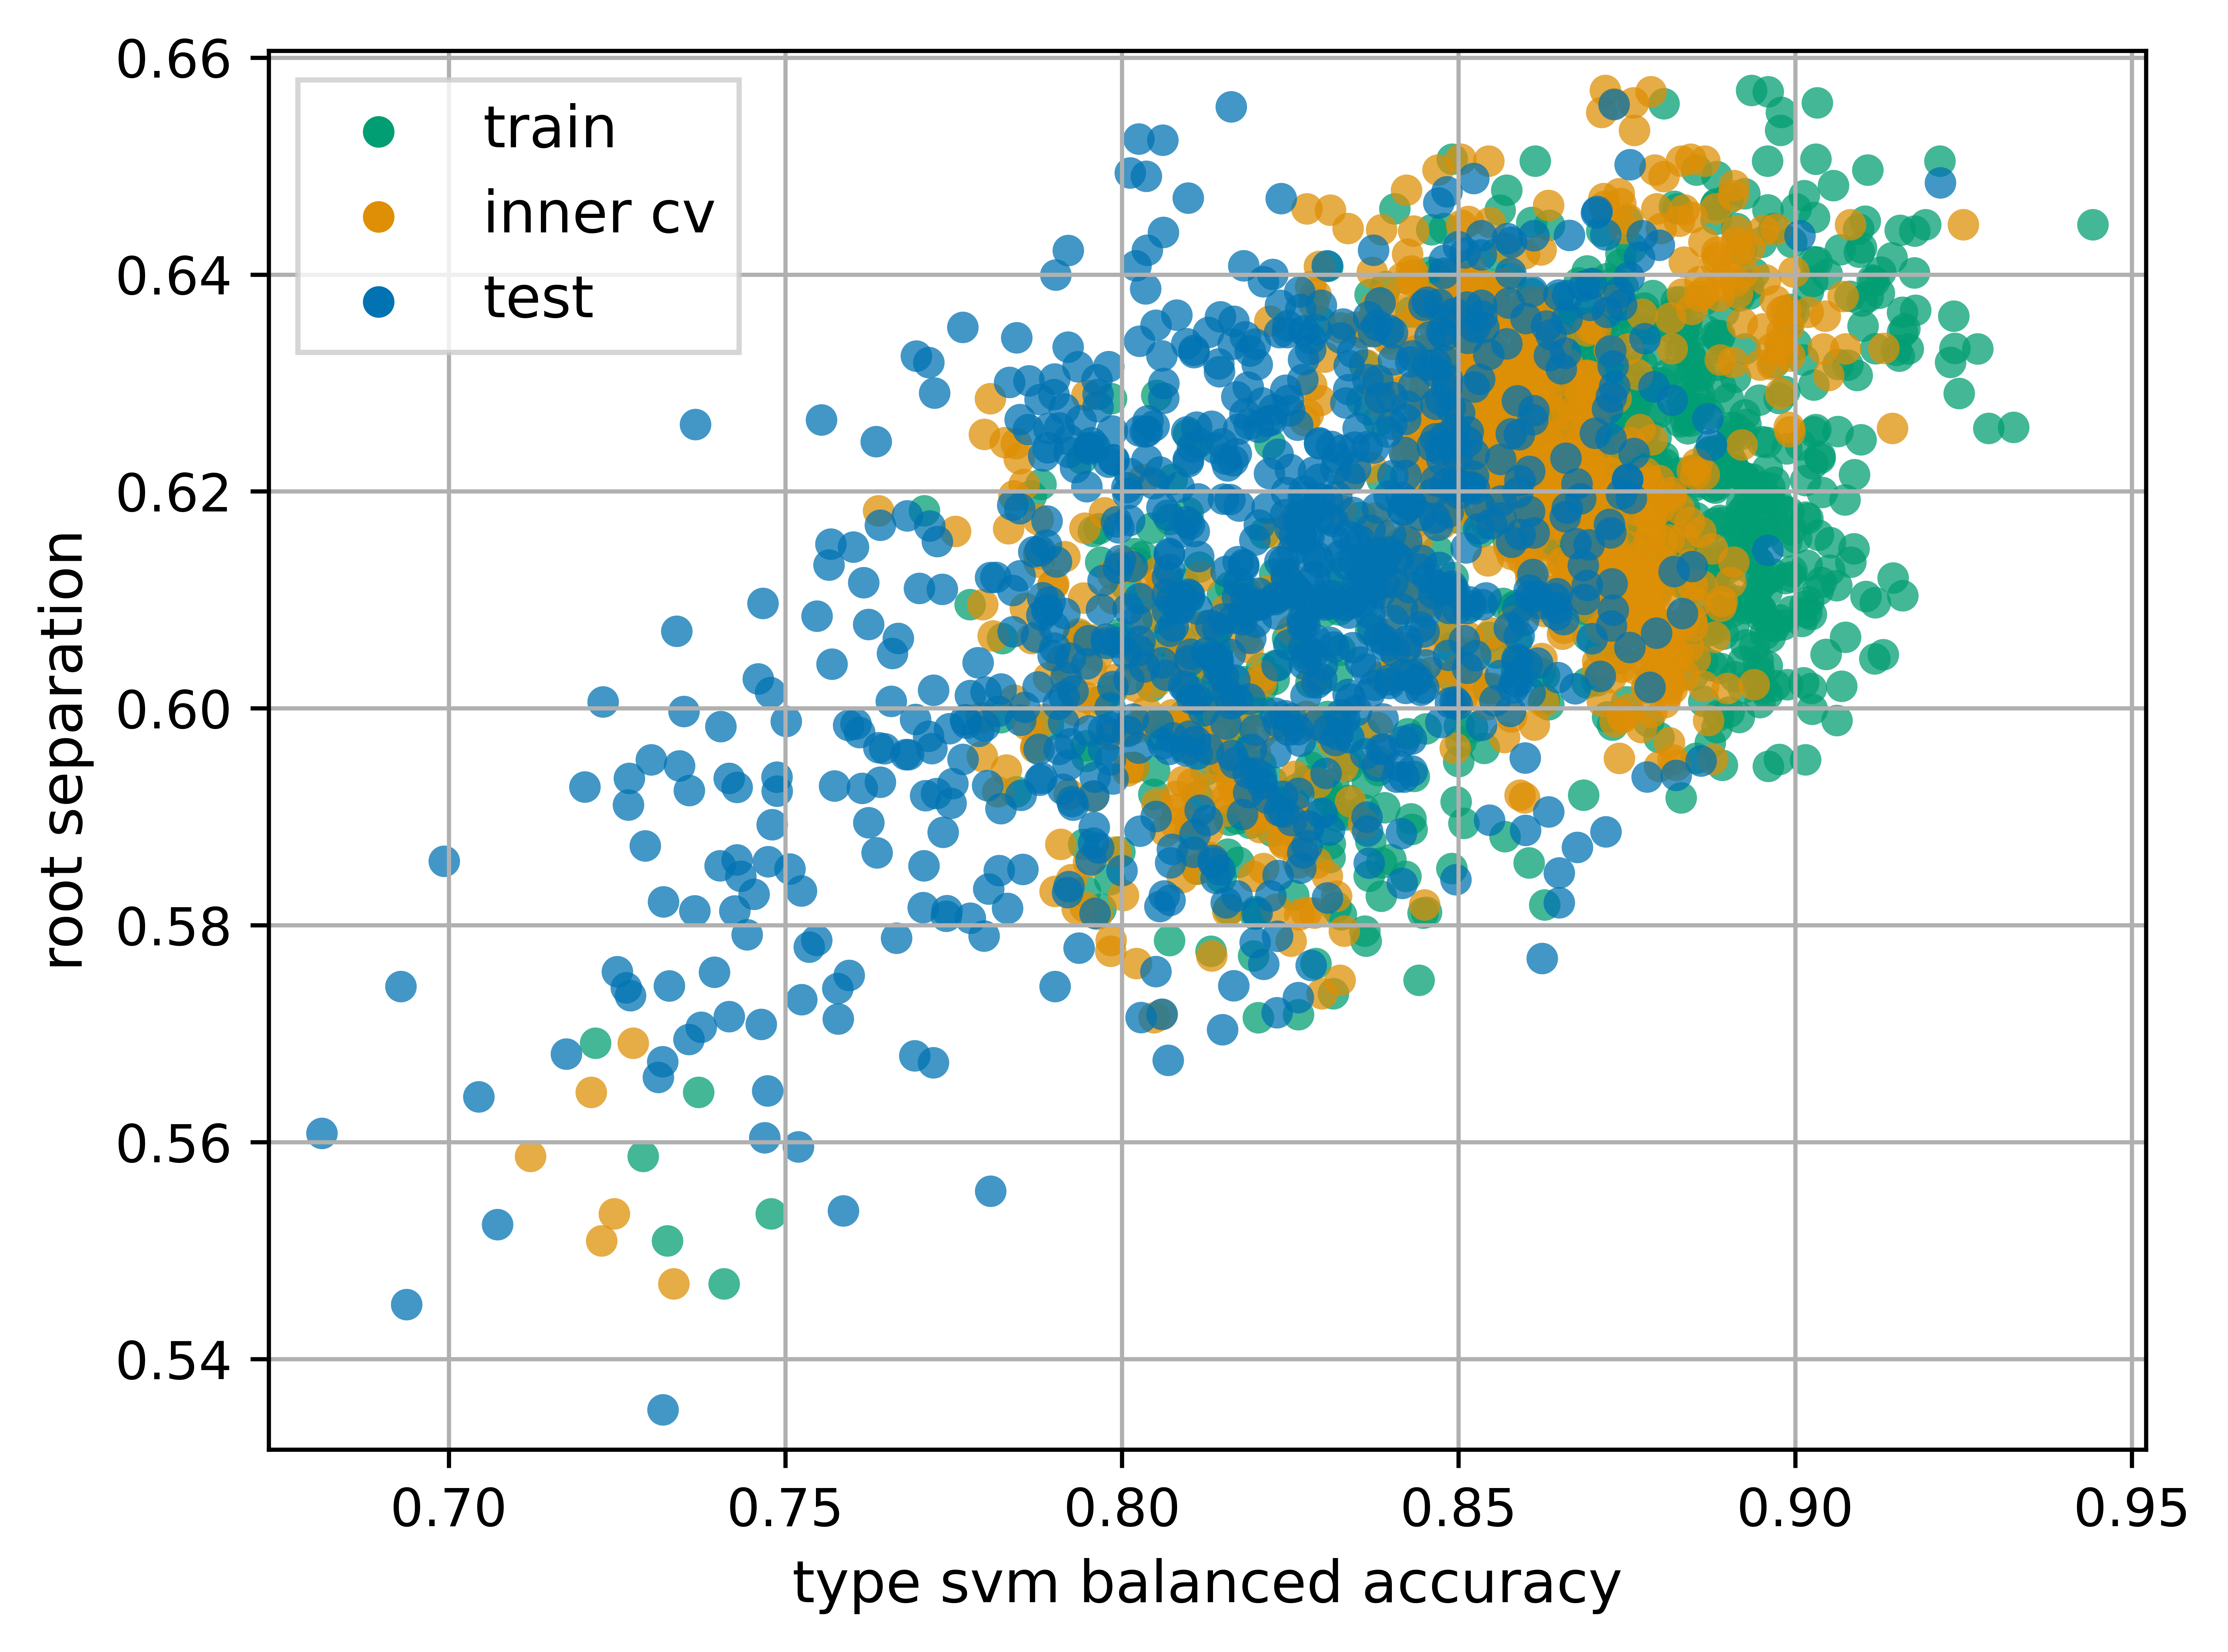 train
inner cv
test
0.66
0.64
0.62
0.60
0.58
0.56
0.54
root separation
0.70
0.75
0.80
0.85
0.90
0.95
type svm balanced accuracy